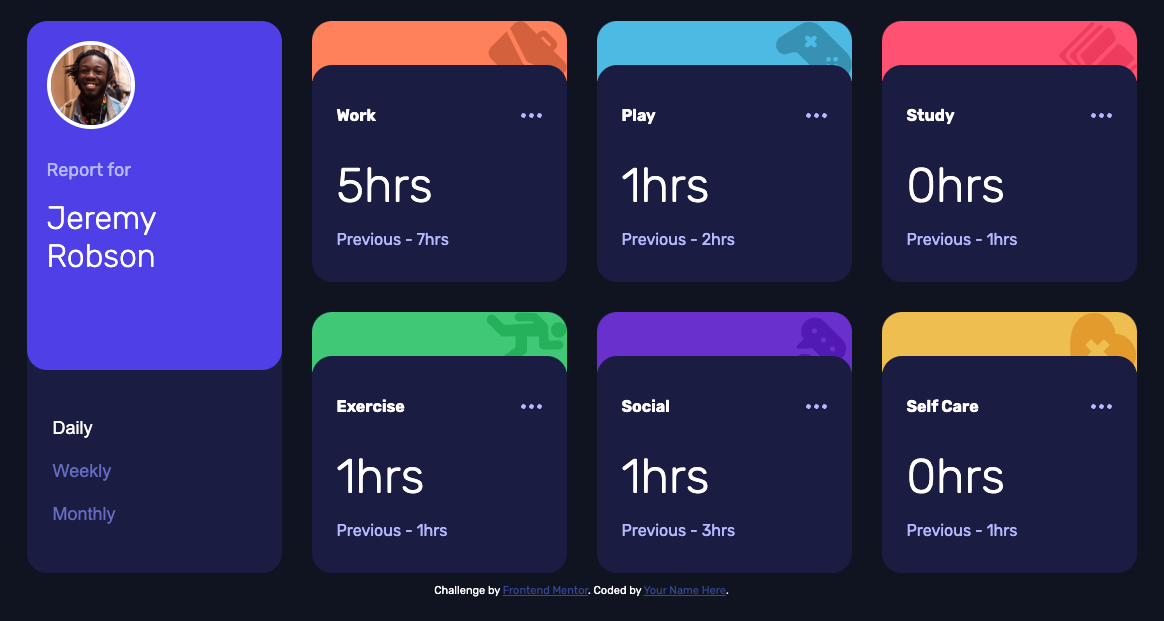 Report for
Jeremy
Robson
Daily
Weekly
Monthly
Work
5hrs
Previous - 7hrs
Play
1hrs
Previous - 2hrs
Study
0hrs
Previous - 1hrs
Exercise
1hrs
Previous - 1hrs
Social
1hrs
Previous - 3hrs
Self Care
0hrs
Previous - 1hrs
Challenge by Frontend Mentor. Coded by Your Name Here.